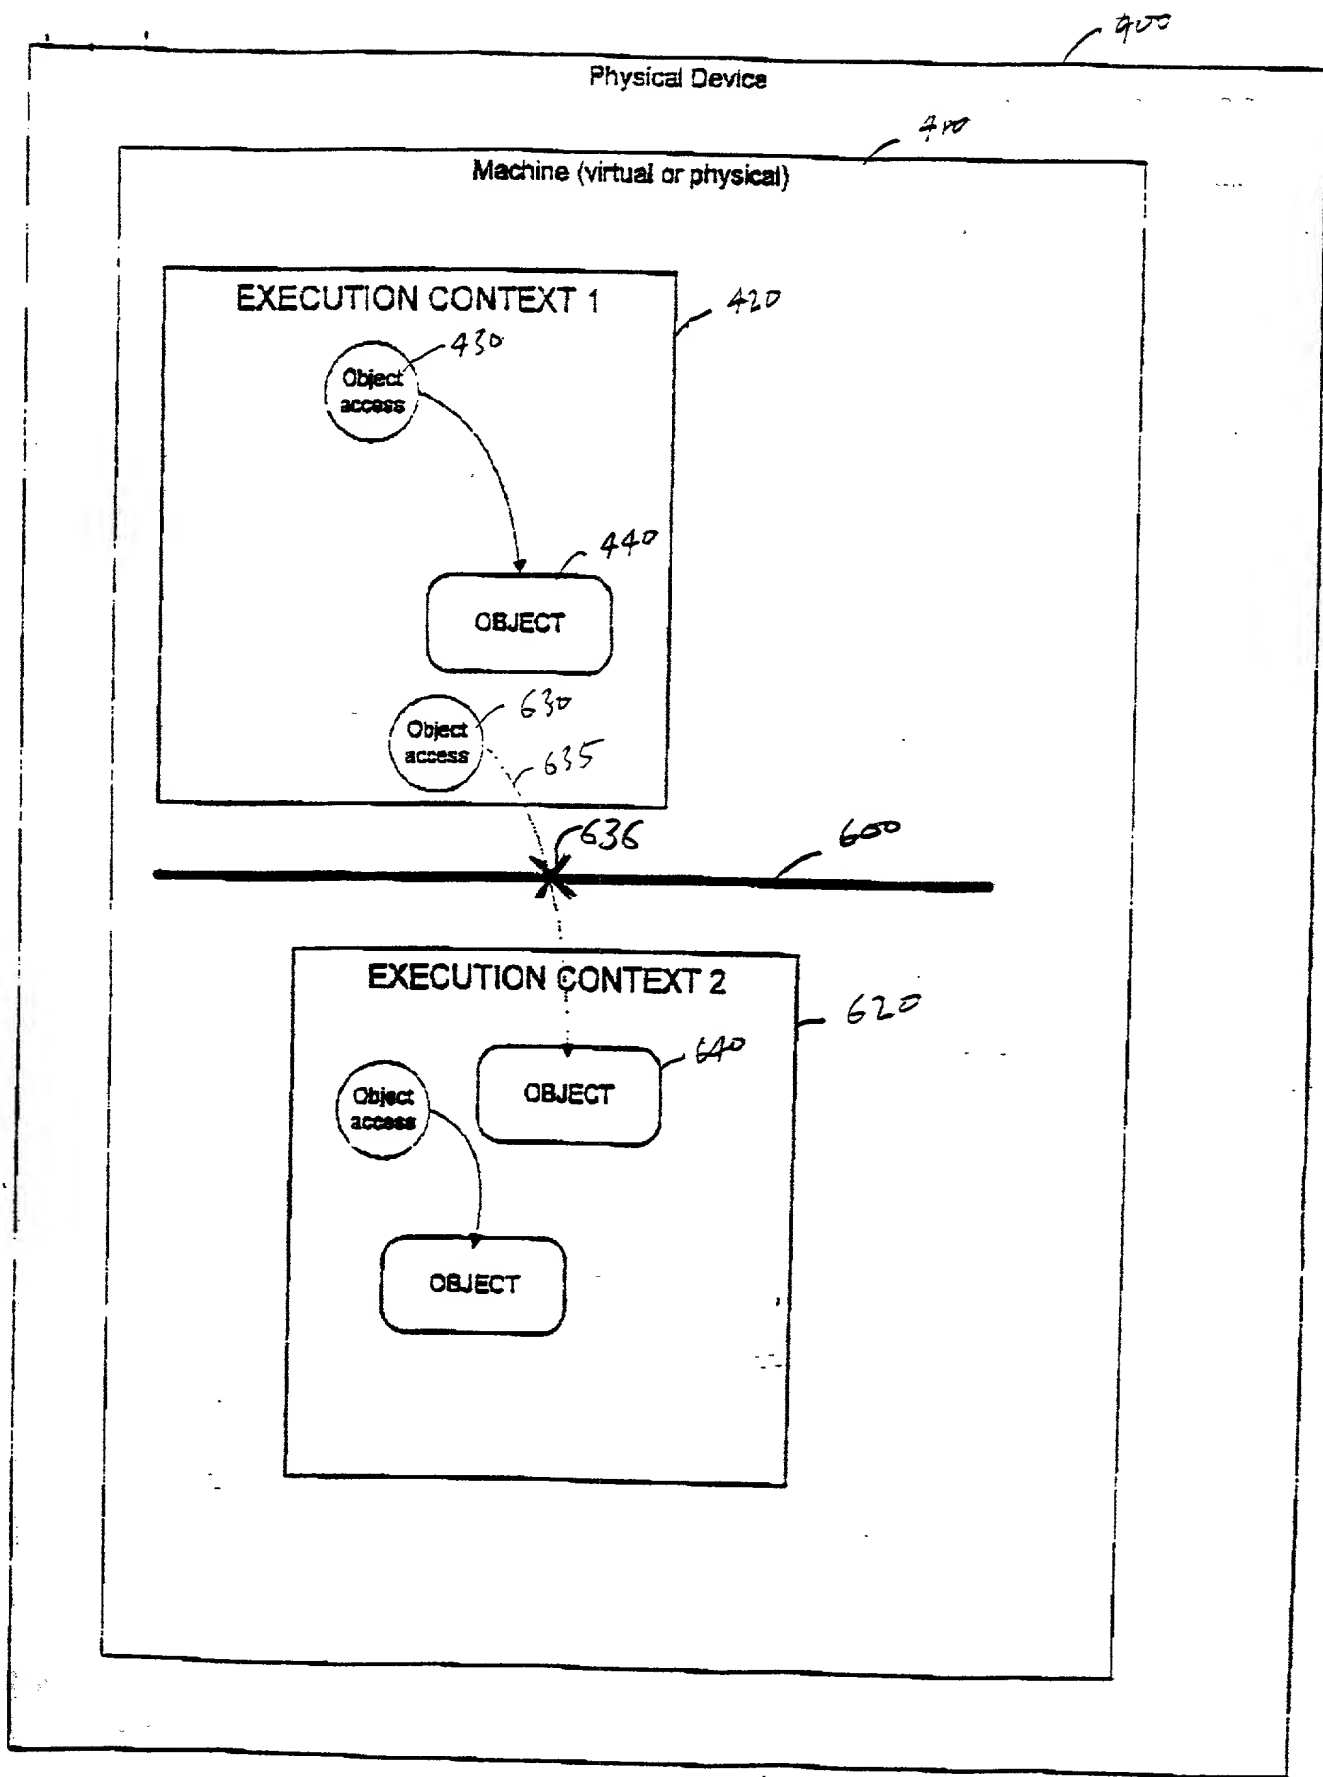 400
Physical Device
410
Machine (virtual or physical)
EXECUTION CONTEXT 1
420
430
Object
access
440
OBJECT
630
Object
access
635
636
600
EXECUTION CONTEXT 2
620
640
OBJECT
Object
access
OBJECT